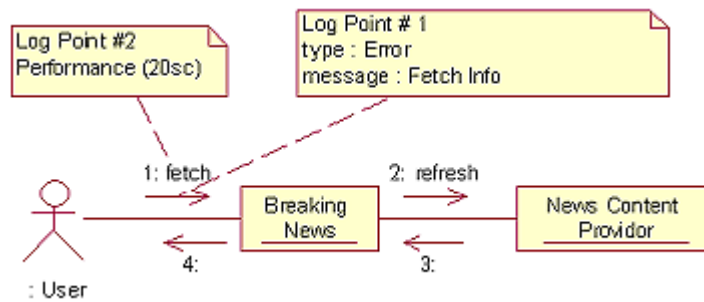 Log Point #2
Performance (20sc)
Log Point # 1
type : Error
message : Fetch Info
1: fetch
2: refresh
Breaking
News
News Content
Providor
4:
3:
: User